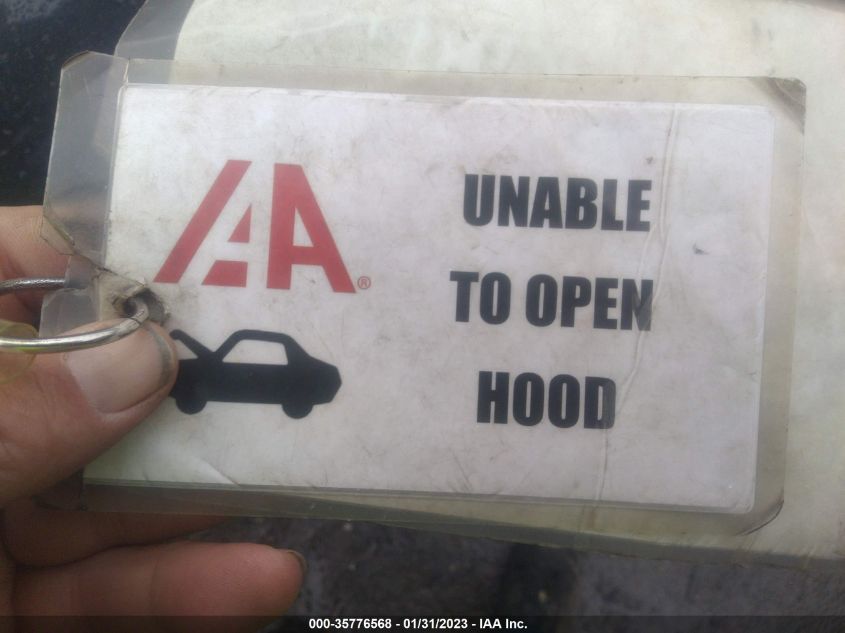 IAA®
UNABLE
TO OPEN
HOOD
000-35776568 - 01/31/2023 - IAA Inc.